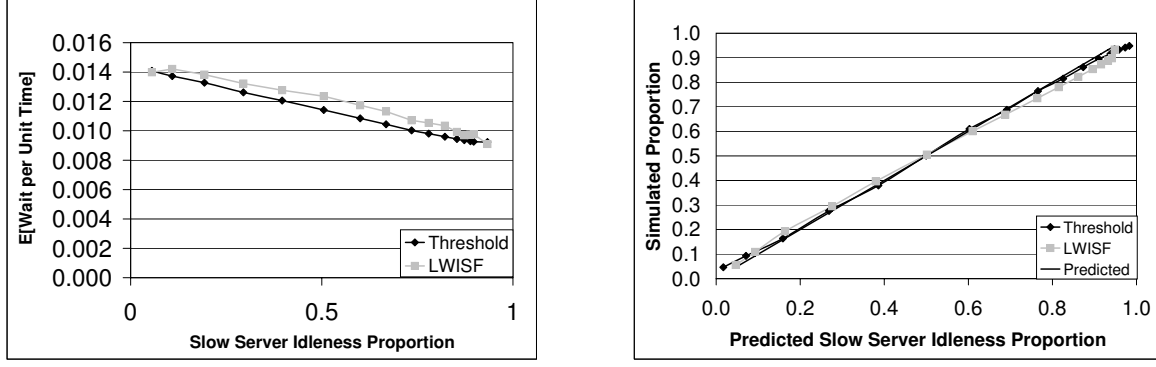 E[Wait per Unit Time]
0.016
0.014
0.012
0.010
0.008
0.006
0.004
0.002
0.000
Threshold
LWISF
0 0.5 1
Slow Server Idleness Proportion
Simulated Proportion
1.0
0.9
0.8
0.7
0.6
0.5
0.4
0.3
0.2
0.1
0.0
Threshold
LWISF
Predicted
0.0 0.2 0.4 0.6 0.8 1.0
Predicted Slow Server Idleness Proportion